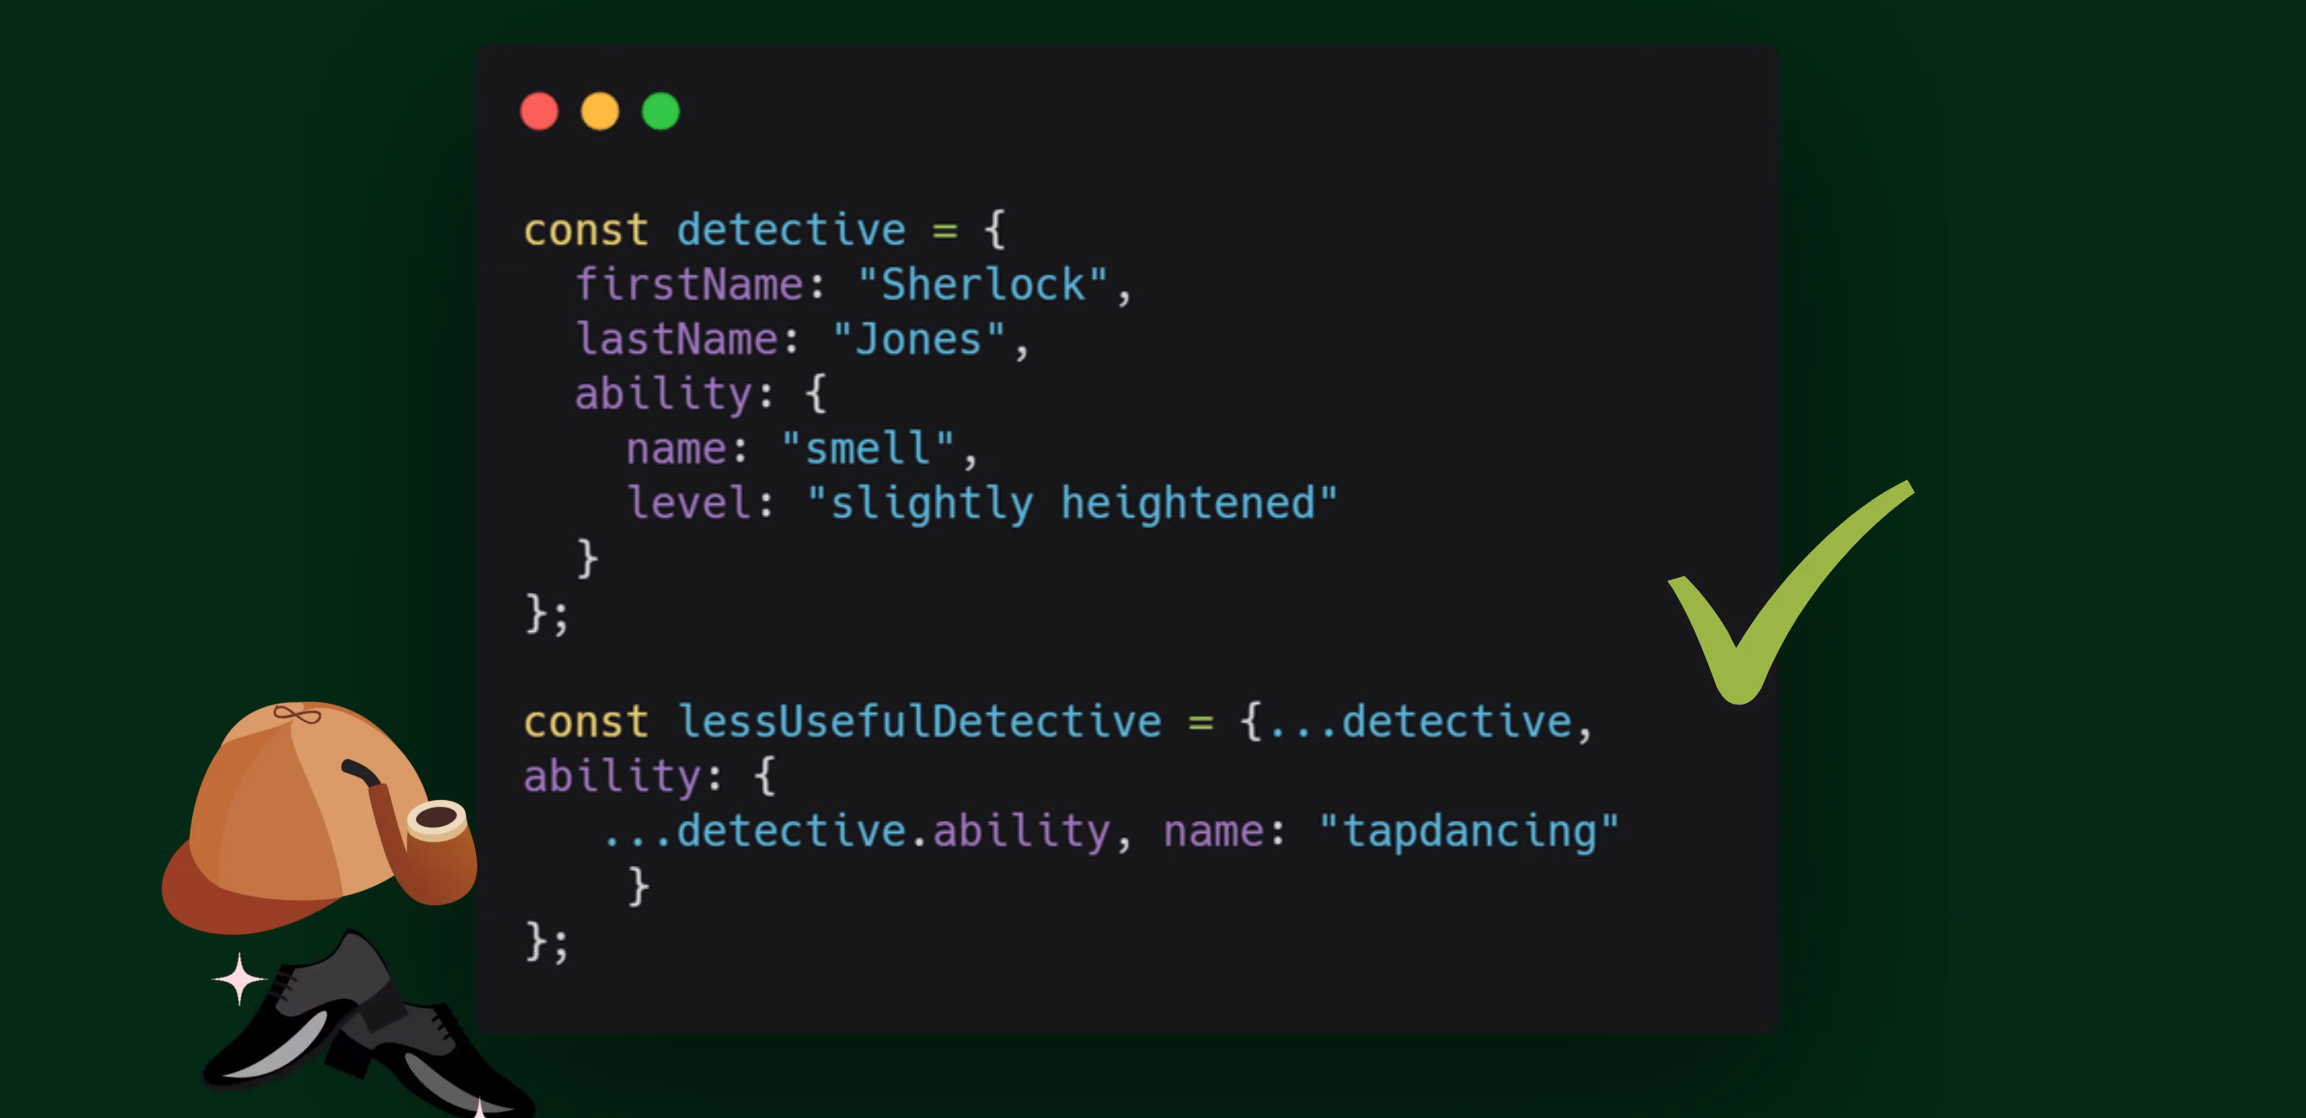 const detective = {
firstName: "Sherlock",
lastName: "Jones",
ability: {
name: "smell",
level: "slightly heightened"
}
};
const lessUsefulDetective = {...detective,
ability: {
...detective.ability, name: "tapdancing"
}
};